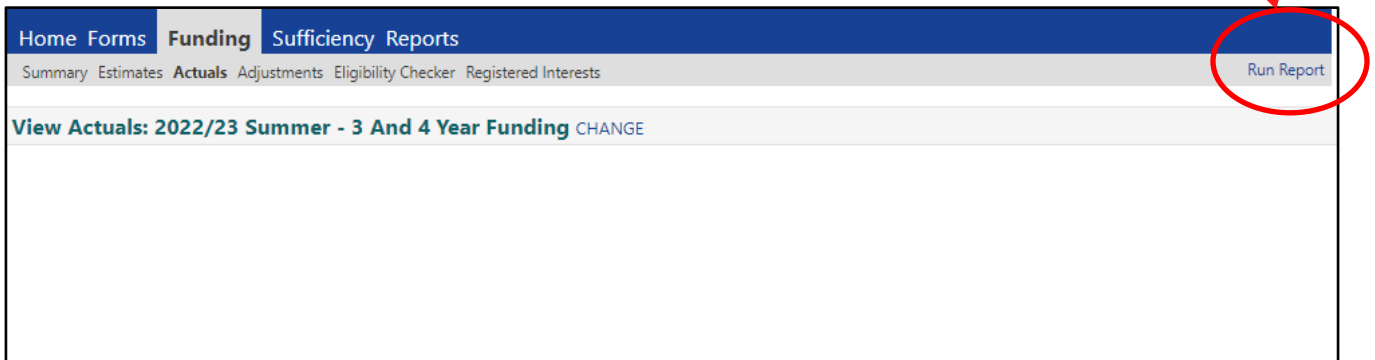 Home Forms Funding Sufficiency Reports
Summary Estimates Actuals Adjustments Eligibility Checker Registered Interests Run Report
View Actuals: 2022/23 Summer - 3 And 4 Year Funding CHANGE